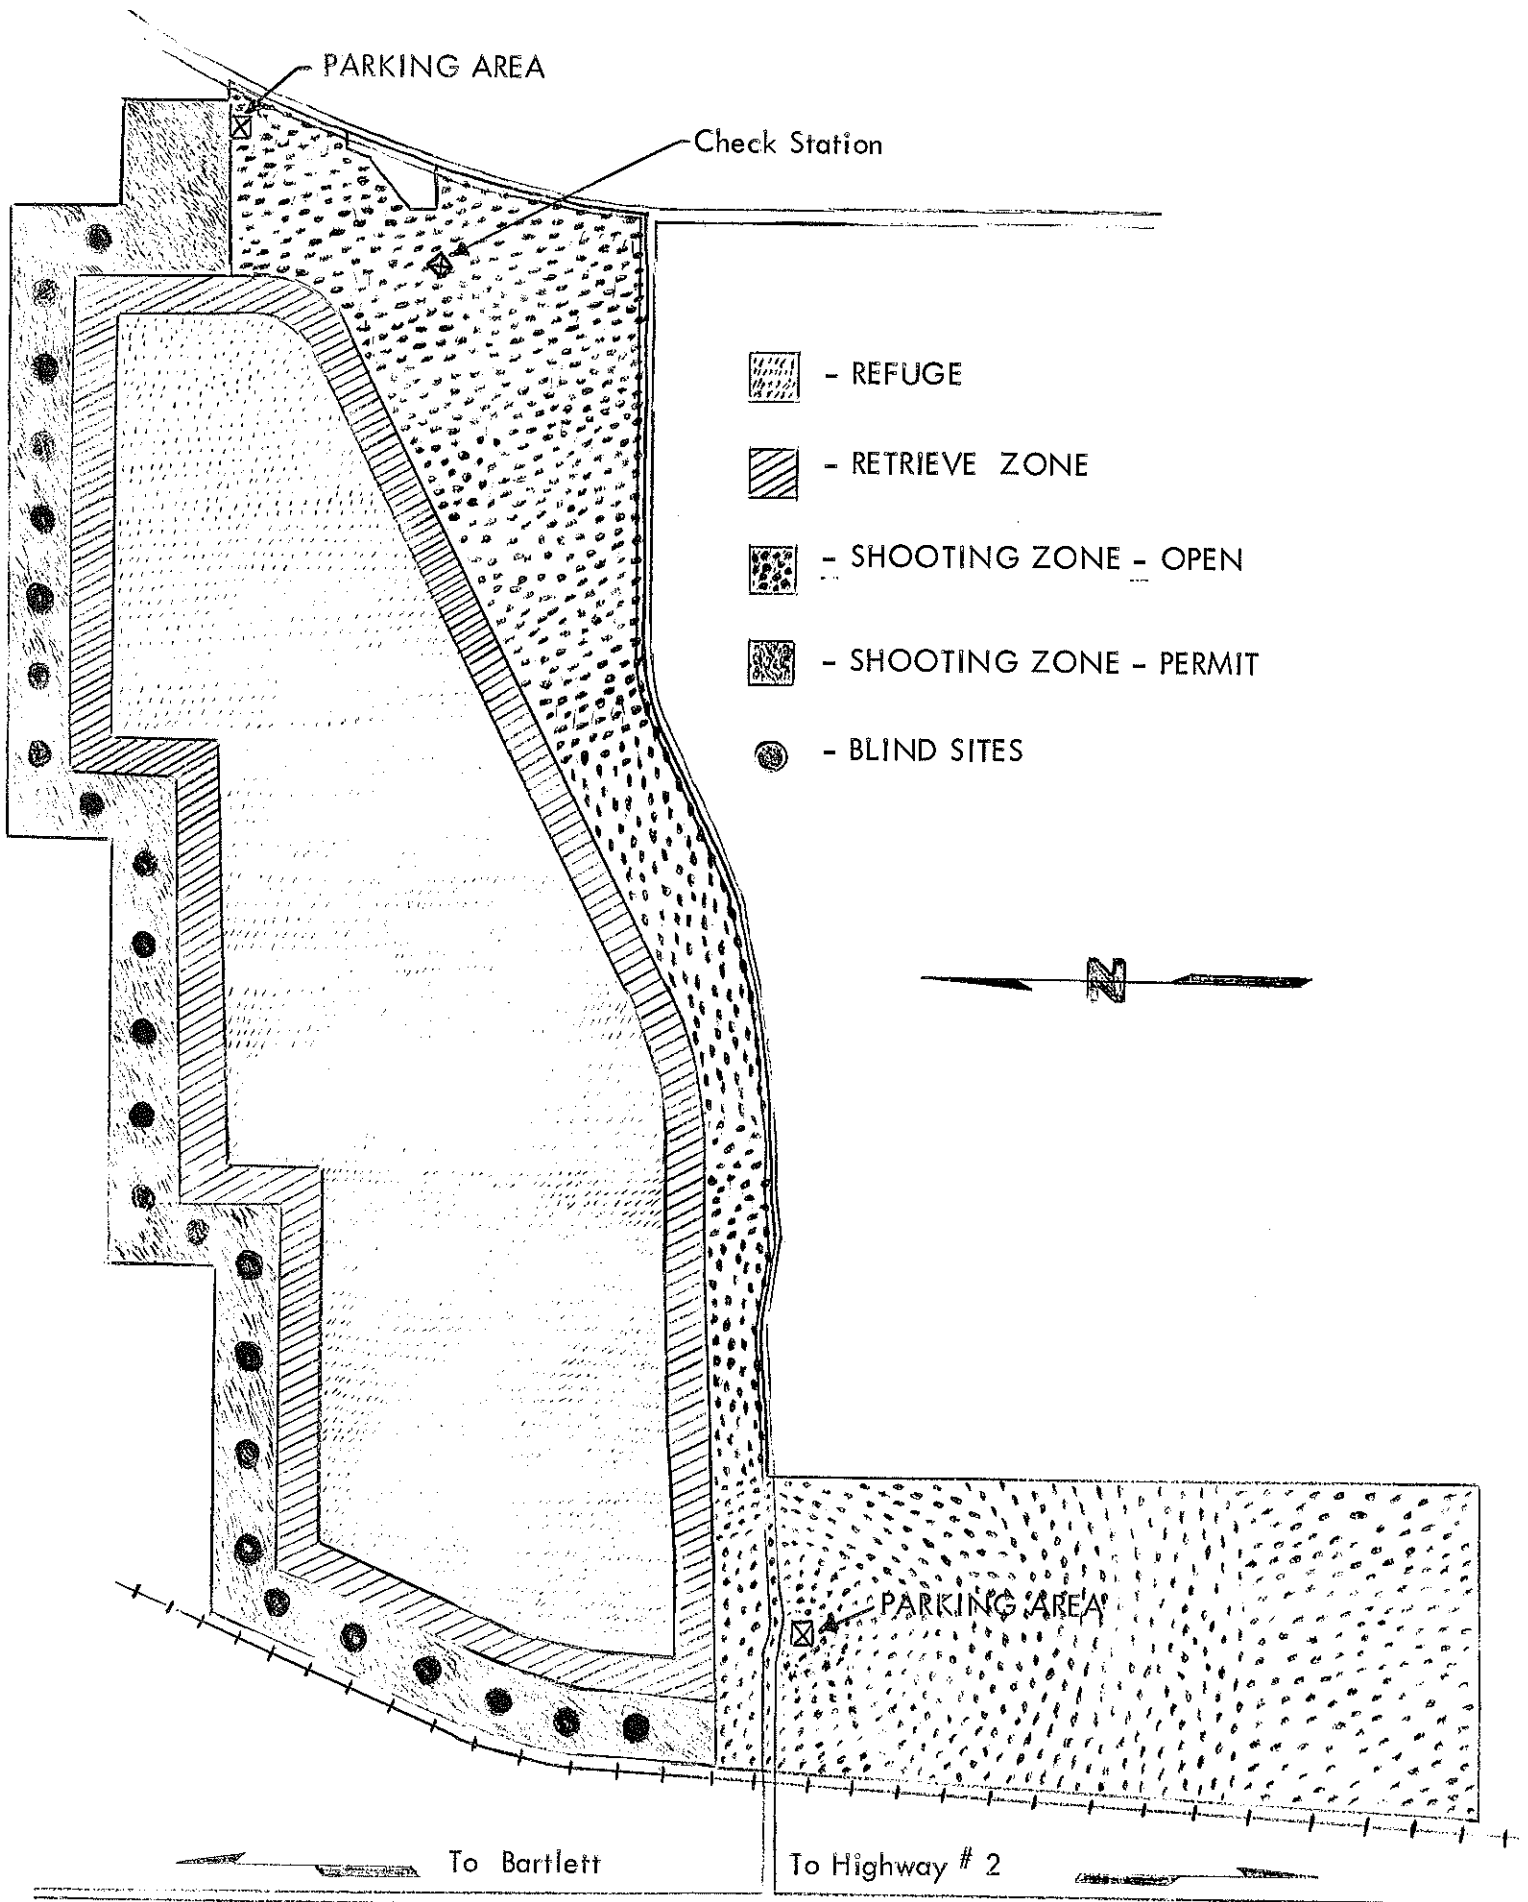 PARKING AREA
Check Station
- REFUGE
- RETRIEVE ZONE
- SHOOTING ZONE - OPEN
- SHOOTING ZONE - PERMIT
- BLIND SITES
N
PARKING AREA
To Bartlett
To Highway # 2